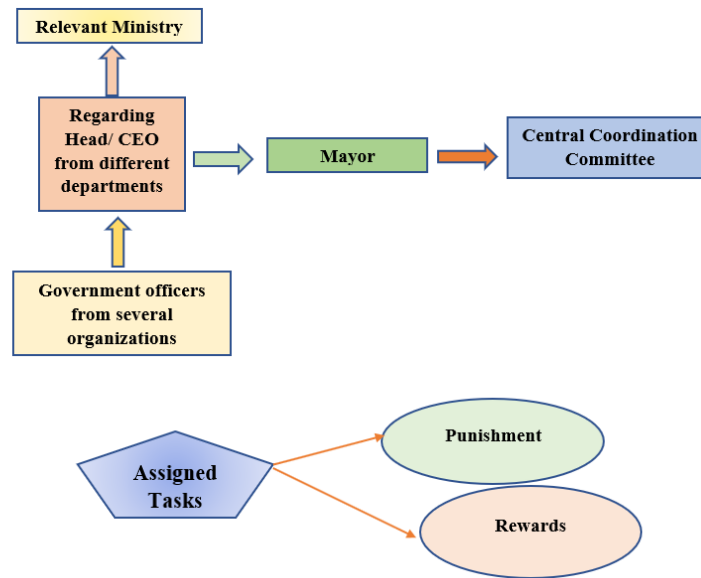 Relevant Ministry
Regarding
Head/ CEO
from different
departments
Mayor
Central Coordination
Committee
Government officers
from several
organizations
Assigned
Tasks
Punishment
Rewards